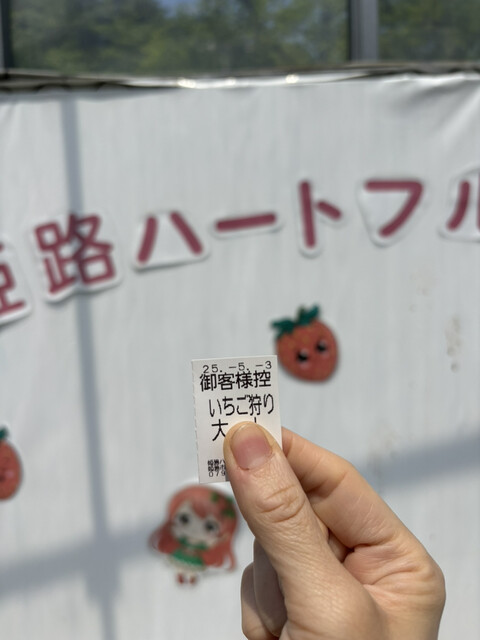 路ハートフル
25.-5.-3
御客様控
いちご狩り
大